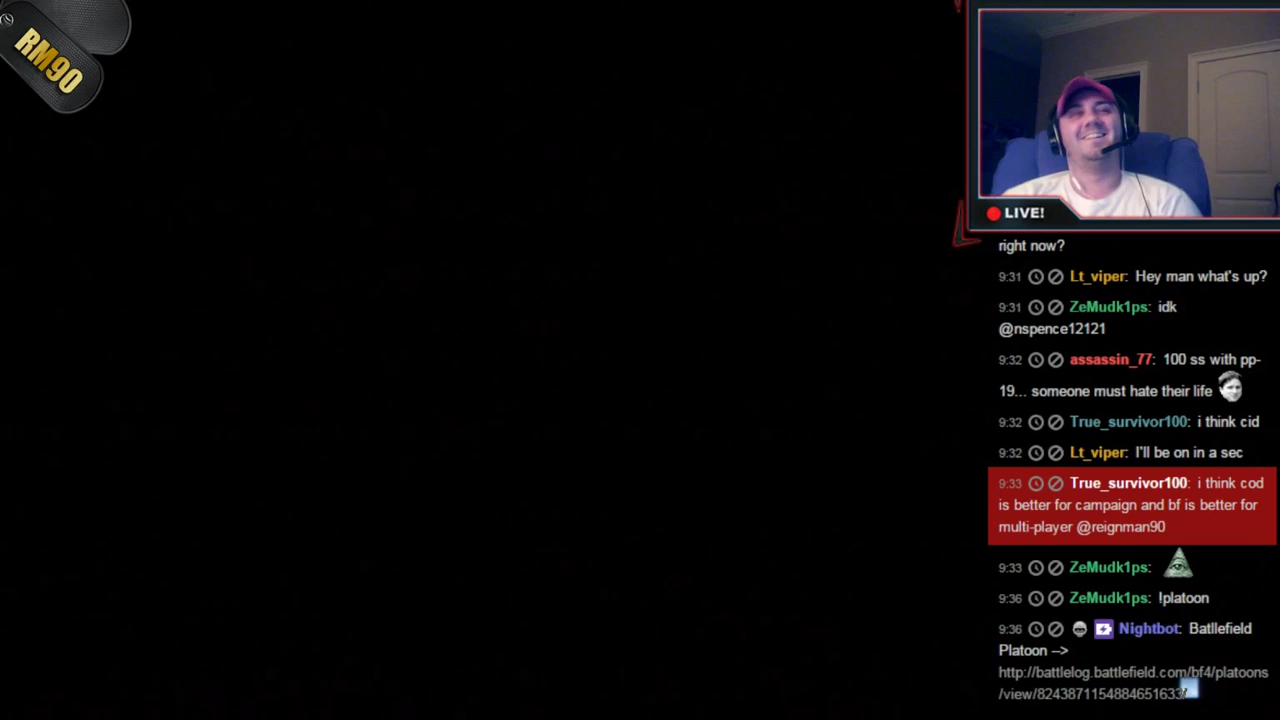 RM90
LIVE!
right now?
9:31 Lt_viper: Hey man what's up?
9:31 ZeMudk1ps: idk
@nspence12121
9:32 assassin_77: 100 ss with pp-
19... someone must hate their life
9:32 True_survivor100: i think cid
9:32 Lt_viper: I'll be on in a sec
9:33 True_survivor100: i think cod
is better for campaign and bf is better for
multi-player @reignman90
9:33 ZeMudk1ps:
9:36 ZeMudk1ps: !platoon
9:36 Nightbot: Batllefield
Platoon -->
http://battlelog.battlefield.com/bf4/platoons
/view/8243871154884651633/